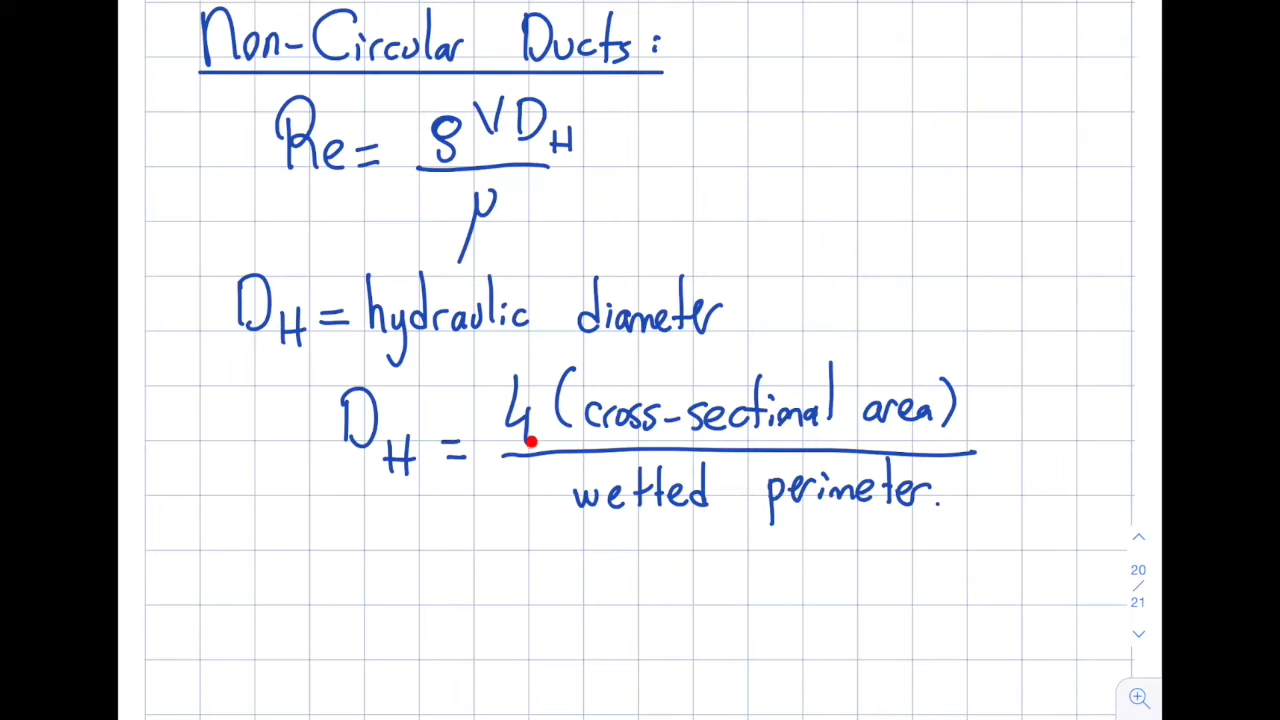 Non-Circular Ducts:
Re = ρVD_H / μ
D_H = hydraulic diameter
D_H = 4 (cross-sectional area) / wetted perimeter.
20
/
21